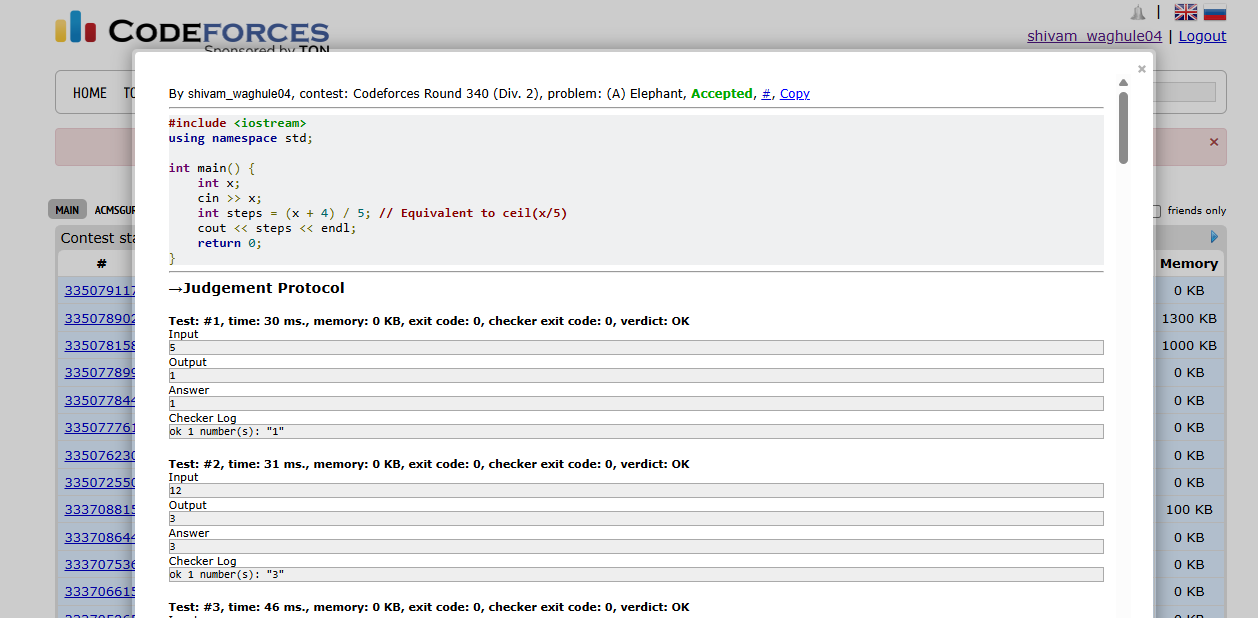 CODEFORCES
Sponsored by TON
|
shivam_waghule04 | Logout
HOME
×
By shivam_waghule04, contest: Codeforces Round 340 (Div. 2), problem: (A) Elephant, Accepted, #, Copy
#include <iostream>
using namespace std;
int main() {
int x;
cin >> x;
int steps = (x + 4) / 5; // Equivalent to ceil(x/5)
cout << steps << endl;
return 0;
}
→Judgement Protocol
Test: #1, time: 30 ms., memory: 0 KB, exit code: 0, checker exit code: 0, verdict: OK
Input
5
Output
1
Answer
1
Checker Log
ok 1 number(s): "1"
Test: #2, time: 31 ms., memory: 0 KB, exit code: 0, checker exit code: 0, verdict: OK
Input
12
Output
3
Answer
3
Checker Log
ok 1 number(s): "3"
Test: #3, time: 46 ms., memory: 0 KB, exit code: 0, checker exit code: 0, verdict: OK
×
MAIN ACMSGUR
friends only
Contest sta
# Memory
335079117 0 KB
335078902 1300 KB
335078158 1000 KB
335077899 0 KB
335077844 0 KB
335077761 0 KB
335076230 0 KB
335072550 0 KB
333708815 100 KB
333708644 0 KB
333707536 0 KB
333706615 0 KB